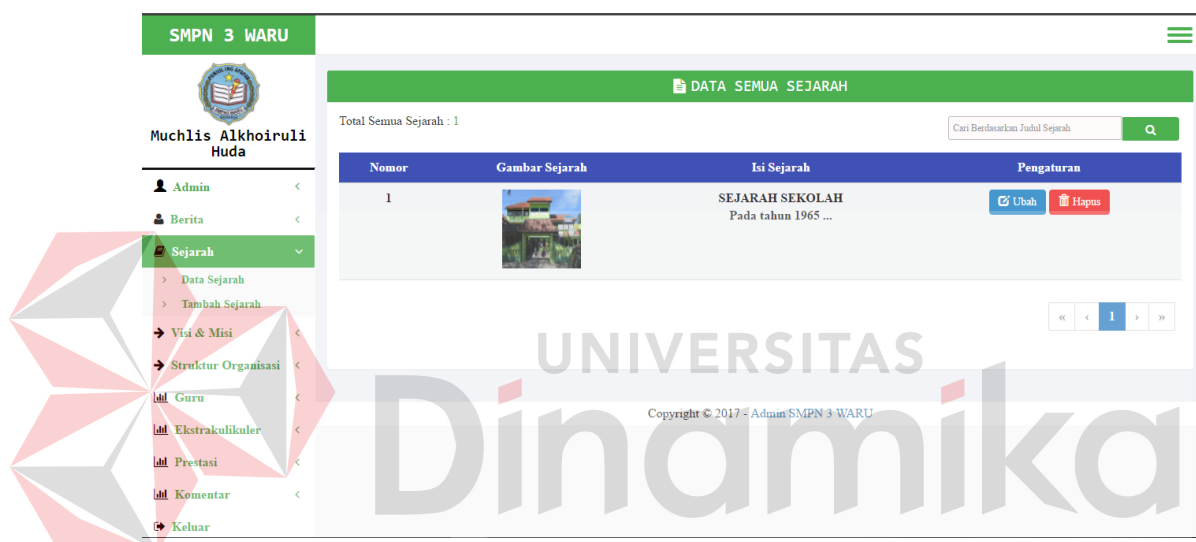 SMPN 3 WARU
Muchlis Alkhoiruli
Huda
Admin
Berita
Sejarah
Data Sejarah
Tambah Sejarah
Visi & Misi
Struktur Organisasi
Guru
Ekstrakulikuler
Prestasi
Komentar
Keluar
DATA SEMUA SEJARAH
Total Semua Sejarah : 1
Cari Berdasarkan Judul Sejarah
Nomor Gambar Sejarah Isi Sejarah Pengaturan
1 SEJARAH SEKOLAH Ubah Hapus
Pada tahun 1965 ...
« < 1 > »
UNIVERSITAS
Dinamika
Copyright © 2017 - Admin SMPN 3 WARU